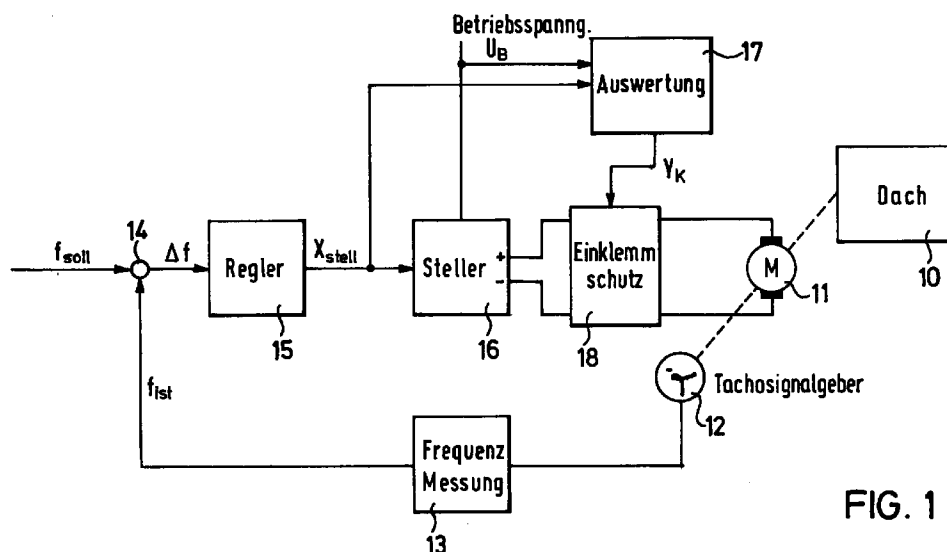 Betriebsspanng.
U_B
17
Auswertung
Y_K
Dach
10
14
f_soll
Δf
Regler
15
X_stell
Steller
+
-
16
Einklemm
schutz
18
M
11
f_ist
Tachosignalgeber
12
Frequenz
Messung
13
FIG. 1